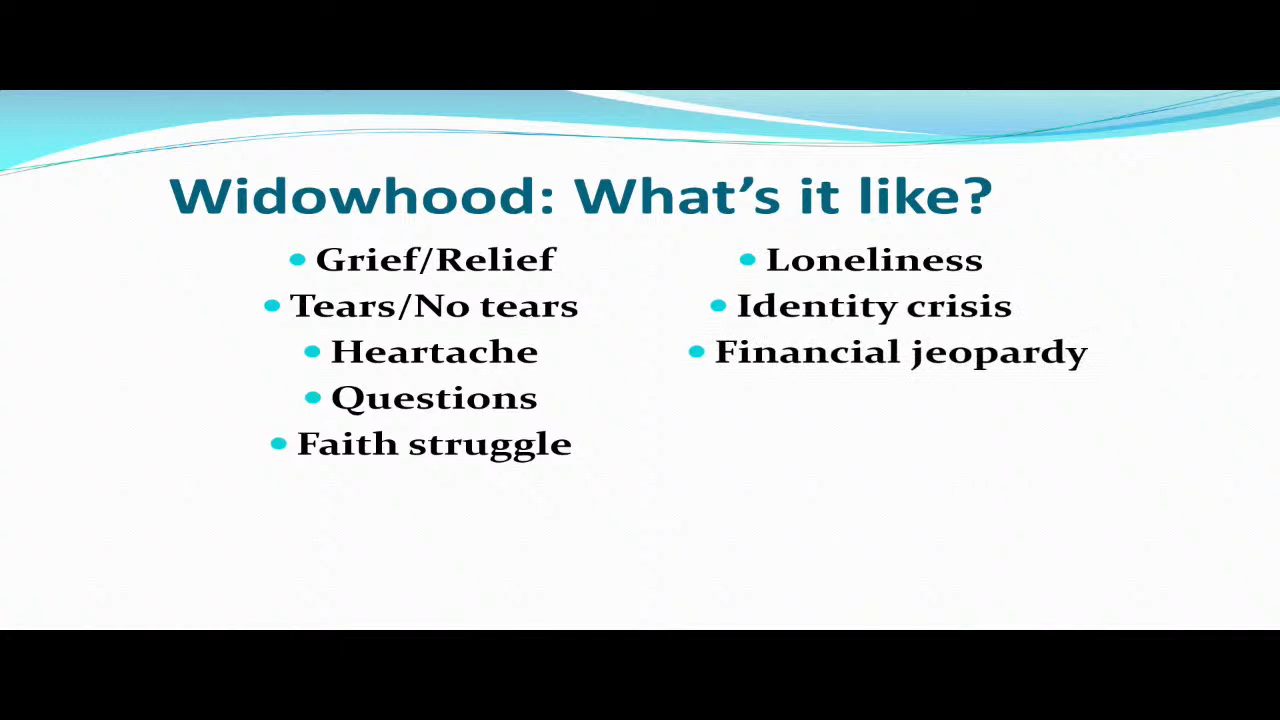 Widowhood: What's it like?
• Grief/Relief
• Tears/No tears
• Heartache
• Questions
• Faith struggle
• Loneliness
• Identity crisis
• Financial jeopardy